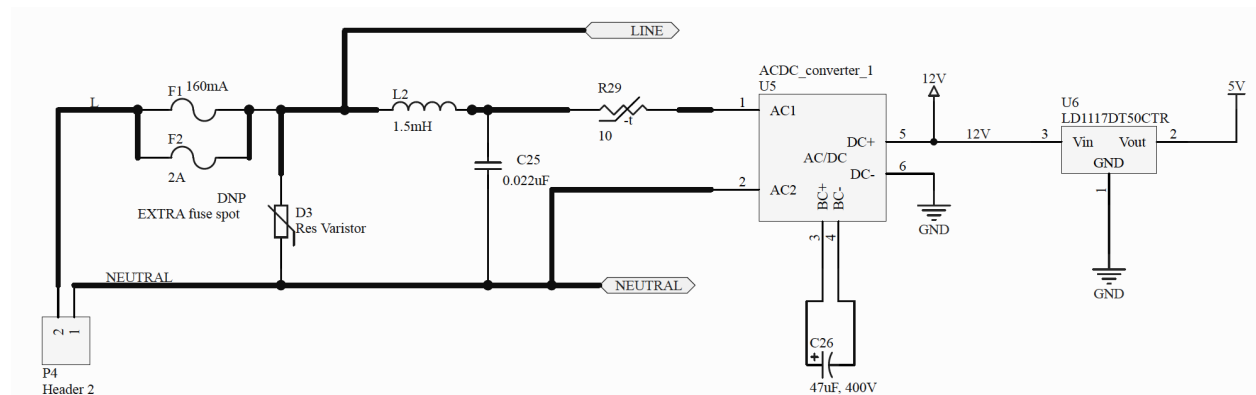 LINE
L
F1
160mA
F2
2A
DNP
EXTRA fuse spot
D3
Res Varistor
L2
1.5mH
C25
0.022uF
R29
-t
10
ACDC_converter_1
U5
1
AC1
2
AC2
AC/DC
DC+
5
DC-
6
BC+
BC-
3
4
C26
+
47uF, 400V
12V
12V
GND
U6
LD1117DT50CTR
3
Vin
Vout
2
GND
1
GND
5V
NEUTRAL
NEUTRAL
2
1
P4
Header 2